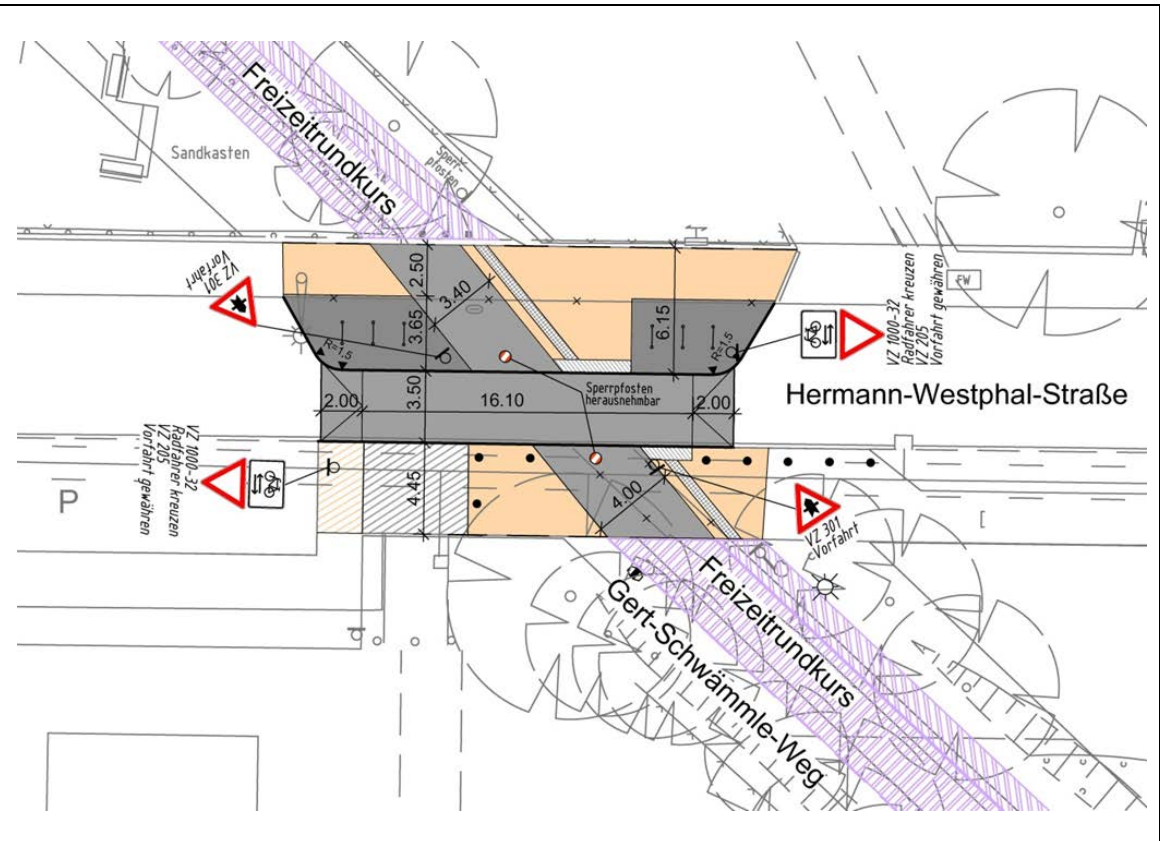 Freizeitrundkurs
Sandkasten
Sperr-
pfosten
VZ 301
Vorfahrt
2.50
3.40
3.65
6.15
R=1.5
R=1.5
FW
VZ 1000-32
Radfahrer kreuzen
VZ 205
Vorfahrt gewähren
Sperrpfosten
herausnehmbar
Hermann-Westphal-Straße
2.00
3.50
16.10
2.00
VZ 1000-32
Radfahrer kreuzen
VZ 205
Vorfahrt gewähren
P
4.45
4.00
VZ 301
Vorfahrt
Freizeitrundkurs
Gert-Schwämmle-Weg